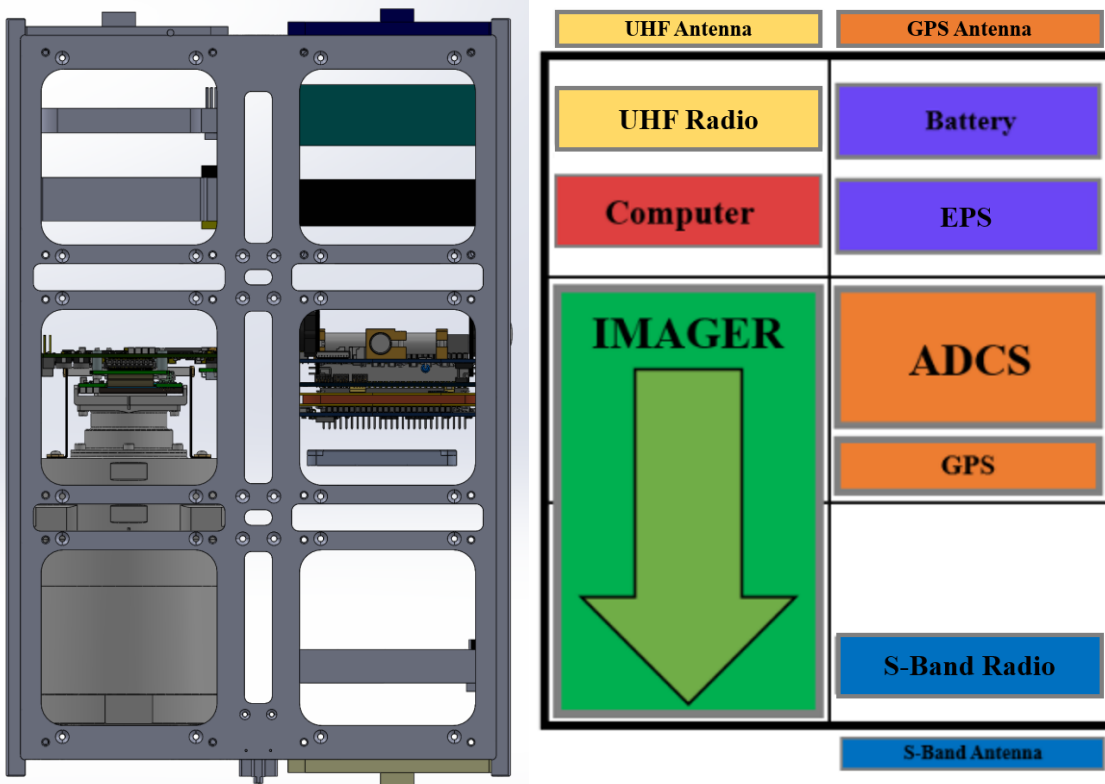 UHF Antenna
GPS Antenna
UHF Radio
Battery
Computer
EPS
IMAGER
ADCS
GPS
S-Band Radio
S-Band Antenna